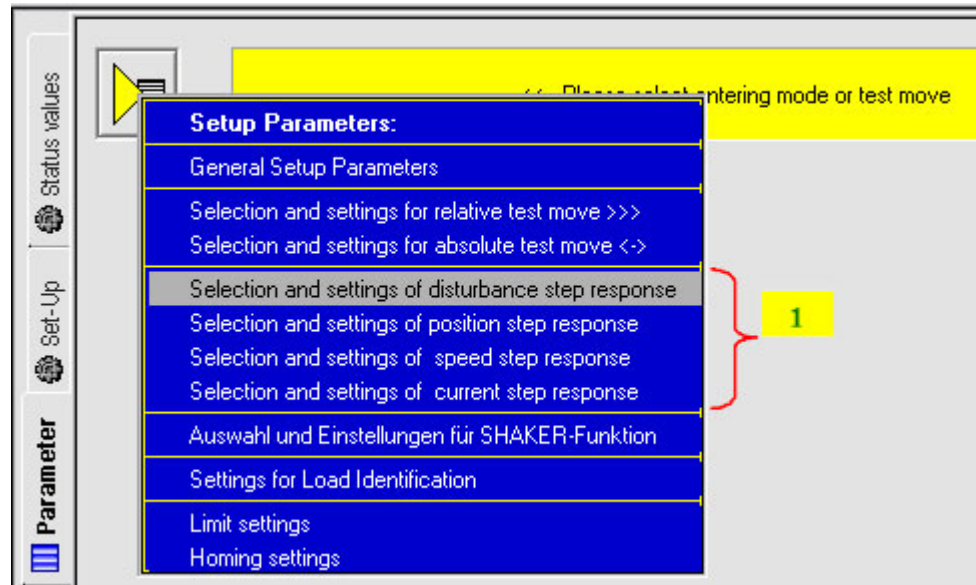 Status values
Set-Up
Parameter
Please select entering mode or test move
Setup Parameters:
General Setup Parameters
Selection and settings for relative test move >>>
Selection and settings for absolute test move <->
Selection and settings of disturbance step response
Selection and settings of position step response
Selection and settings of  speed step response
Selection and settings of  current step response
1
Auswahl und Einstellungen für SHAKER-Funktion
Settings for Load Identification
Limit settings
Homing settings